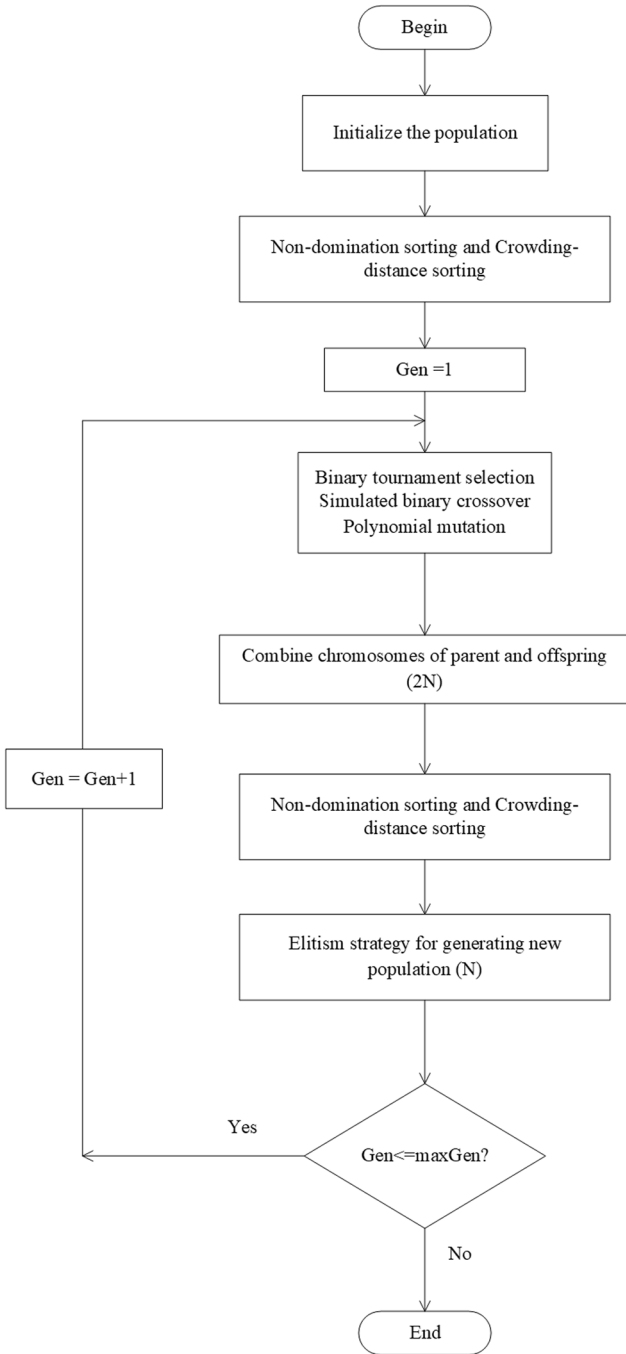 Begin
Initialize the population
Non-domination sorting and Crowding-
distance sorting
Gen =1
Binary tournament selection
Simulated binary crossover
Polynomial mutation
Combine chromosomes of parent and offspring
(2N)
Gen = Gen+1
Non-domination sorting and Crowding-
distance sorting
Elitism strategy for generating new
population (N)
Yes
Gen<=maxGen?
No
End